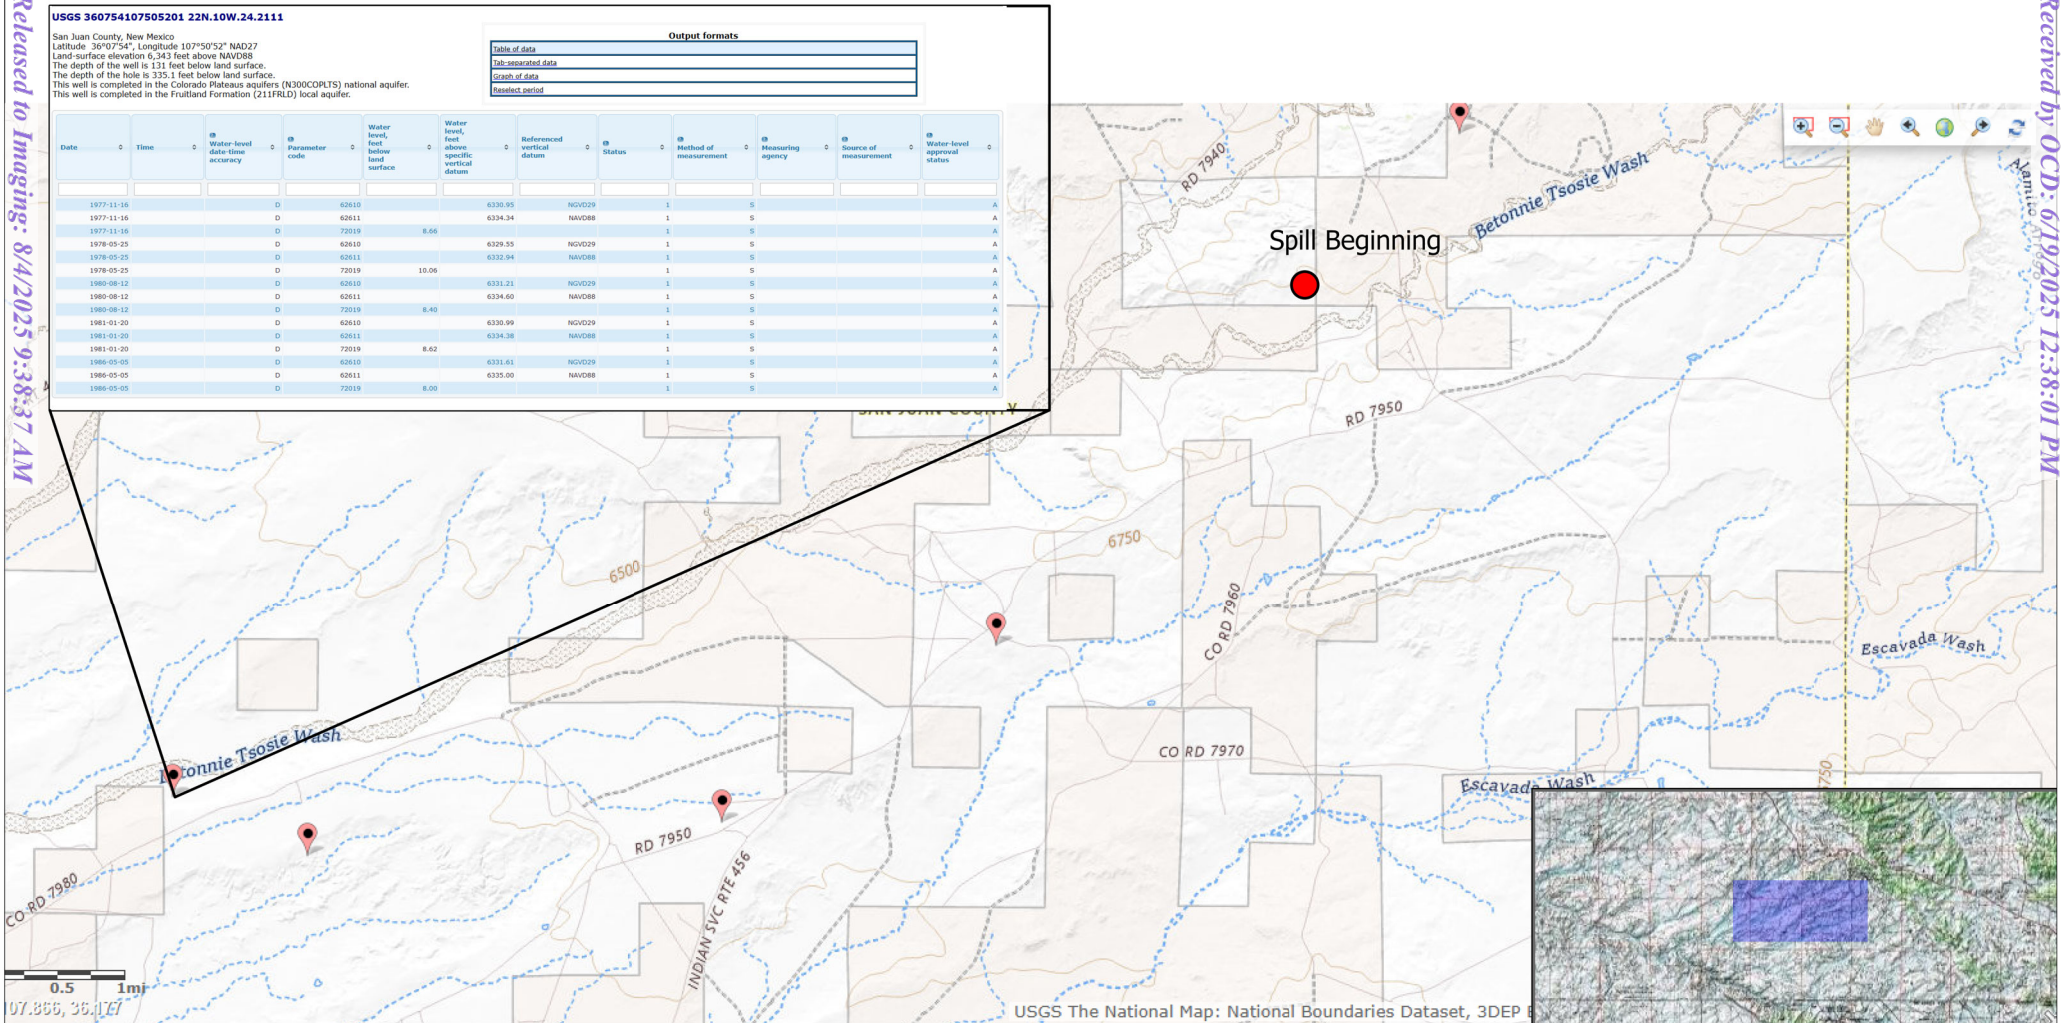 Released to Imaging: 8/4/2025 9:38:37 AM
Received by OCD: 6/19/2025 12:38:01 PM
USGS 360754107505201 22N.10W.24.2111
San Juan County, New Mexico
Latitude 36°07'54", Longitude 107°50'52" NAD27
Land-surface elevation 6,343 feet above NAVD88
The depth of the well is 131 feet below land surface.
The depth of the hole is 335.1 feet below land surface.
This well is completed in the Colorado Plateaus aquifers (N300COPLTS) national aquifer.
This well is completed in the Fruitland Formation (211FRLD) local aquifer.
Output formats
Table of data
Tab-separated data
Graph of data
Reselect period
Date Time Water-level date-time accuracy Parameter code Water level, feet below land surface Water level, feet above specific vertical datum Referenced vertical datum Status Method of measurement Measuring agency Source of measurement Water-level approval status
1977-11-16 D 62610 6330.95 NGVD29 1 S A
1977-11-16 D 62611 6334.34 NAVD88 1 S A
1977-11-16 D 72019 8.66 1 S A
1978-05-25 D 62610 6329.55 NGVD29 1 S A
1978-05-25 D 62611 6332.94 NAVD88 1 S A
1978-05-25 D 72019 10.06 1 S A
1980-08-12 D 62610 6331.21 NGVD29 1 S A
1980-08-12 D 62611 6334.60 NAVD88 1 S A
1980-08-12 D 72019 8.40 1 S A
1981-01-20 D 62610 6330.99 NGVD29 1 S A
1981-01-20 D 62611 6334.38 NAVD88 1 S A
1981-01-20 D 72019 8.62 1 S A
1986-05-05 D 62610 6331.61 NGVD29 1 S A
1986-05-05 D 62611 6335.00 NAVD88 1 S A
1986-05-05 D 72019 8.00 1 S A
SAN JUAN COUNTY
RD 7940
Betonnie Tsosie Wash
Spill Beginning
RD 7950
6500
6750
CO RD 7960
Escavada Wash
Betonnie Tsosie Wash
CO RD 7970
Escavada Wash
RD 7950
INDIAN SVC RTE 456
CO RD 7980
0.5 1mi
07.866, 36.177
USGS The National Map: National Boundaries Dataset, 3DEP